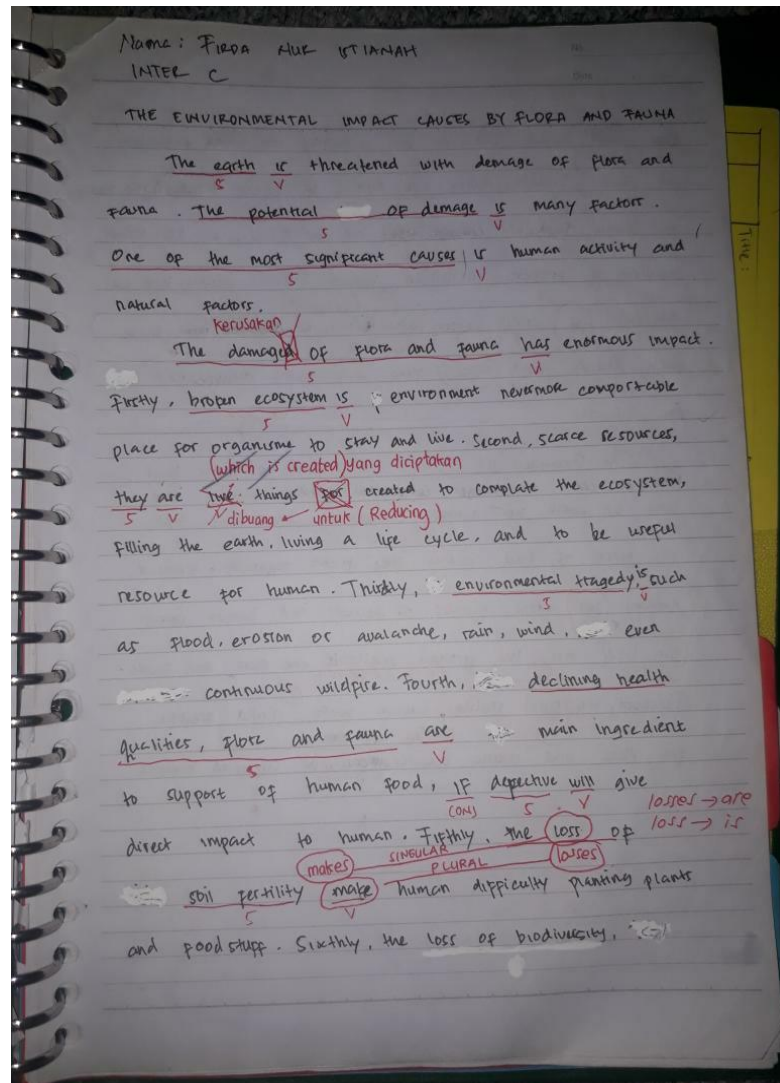 Nama : FIRDA NUR ISTIANAH
No
Date
INTER C
THE EINVIRONMENTAL IMPACT CAUSES BY FLORA AND FAUNA
The earth is threatened with demage of flora and
S V
fauna . The potential of demage is many factors .
S V
One of the most significant causes is human activity and
S V
natural factors.
kerusakan
The damages of flora and fauna has enormous impact .
S V
Firstly , broken ecosystem is environment nevermore comfortable
S V
place for organisme to stay and live . Second, scarce resources,
(which is created) yang diciptakan
they are live things for created to complate the ecosystem,
S V dibuang untuk (Reducing)
filling the earth, living a life cycle, and to be useful
resource for human . Thirdly, environmental tragedy, is such
S V
as flood, erosion or avalanche, rain, wind, even
continuous wildfire. Fourth, declining health
qualities, flora and fauna are main ingredient
S V
to support of human food, IF defective will give
CONJ S V
losses → are
direct impact to human . Fifthly, the loss of
loss → is
makes SINGULAR PLURAL losses
soil fertility make human difficulty planting plants
S V
and food stuff. Sixthly, the loss of biodiversity,
Title :